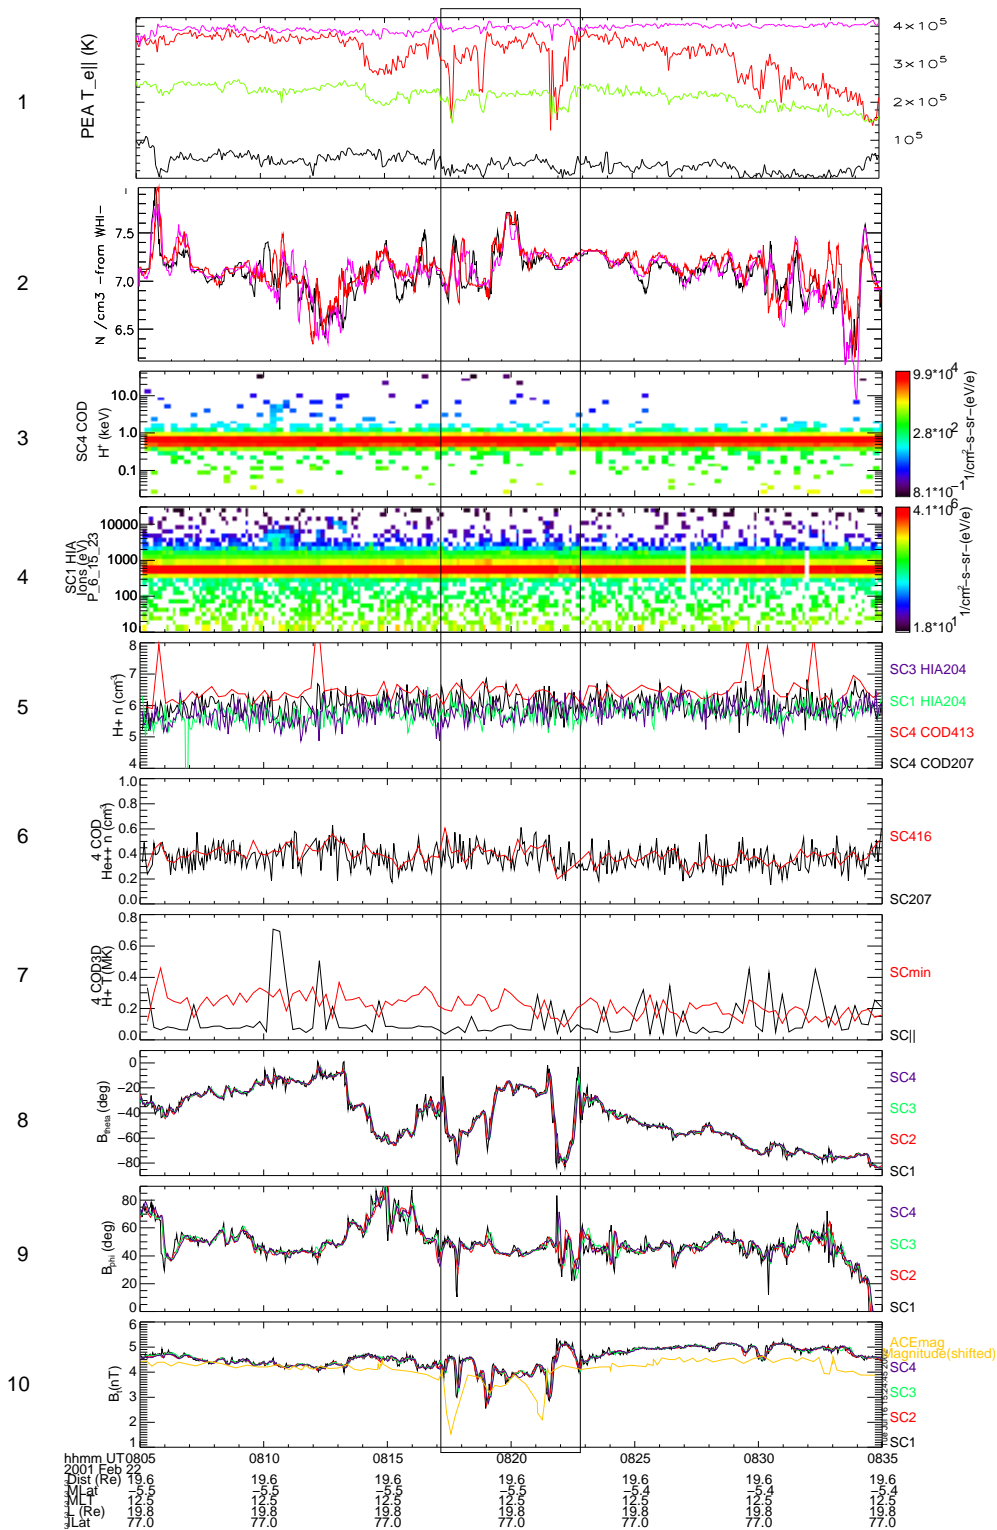 1
PEA T_e|| (K)
4×10⁵
3×10⁵
2×10⁵
10⁵
2
N /cm3 -from WHI-
7.5
7.0
6.5
3
SC4 COD
H⁺ (keV)
10.0
1.0
0.1
9.9*10⁴
2.8*10²
8.1*10⁻¹
1/cm²-s-sr-(eV/e)
4
SC1 HIA
Ions (eV)
P_6_15_23
10000
1000
100
10
4.1*10⁶
1.8*10¹
1/cm²-s-sr-(eV/e)
5
H+ n (cm³)
8
7
6
5
4
SC3 HIA204
SC1 HIA204
SC4 COD413
SC4 COD207
6
4 COD
He++ n (cm³)
1.0
0.8
0.6
0.4
0.2
0.0
SC416
SC207
7
4 COD3D
H+ T (MK)
0.8
0.6
0.4
0.2
0.0
SCmin
SC||
8
B_theta (deg)
0
−20
−40
−60
−80
SC4
SC3
SC2
SC1
9
B_phi (deg)
80
60
40
20
0
SC4
SC3
SC2
SC1
10
6
5
4
3
2
1
ACEmag
Magnitude(shifted)
SC4
SC3
SC2
SC1
hhmm UT 0805 0810 0815 0820 0825 0830 0835
2001 Feb 22
Dist (Re) 19.6 19.6 19.6 19.6 19.6 19.6 19.6
MLat −5.5 −5.5 −5.5 −5.5 −5.4 −5.4 −5.4
MLT 12.5 12.5 12.5 12.5 12.5 12.5 12.5
L (Re) 19.8 19.8 19.8 19.8 19.8 19.8 19.8
ILat 77.0 77.0 77.0 77.0 77.0 77.0 77.0